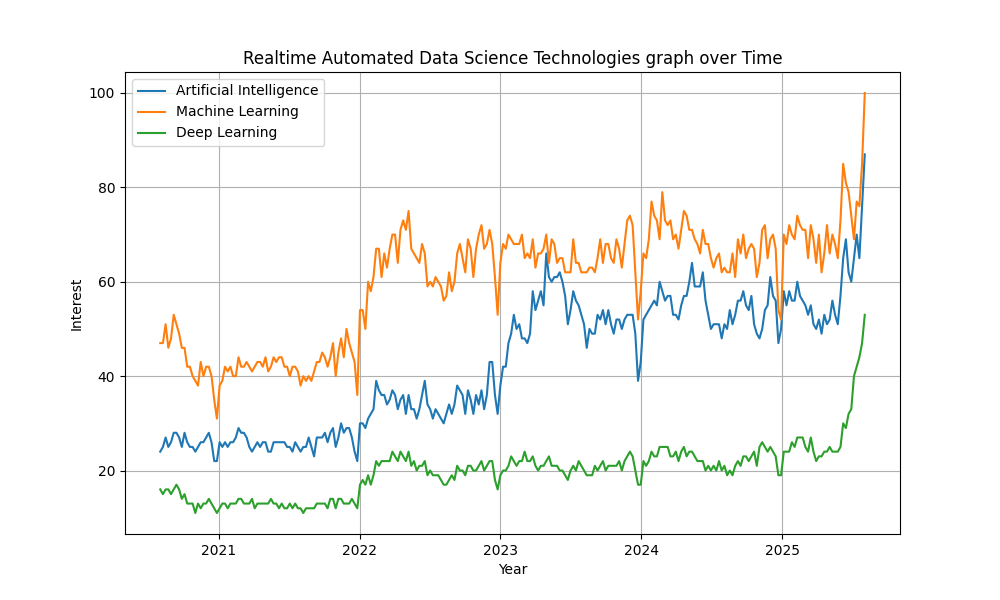 Realtime Automated Data Science Technologies graph over Time
Artificial Intelligence
Machine Learning
Deep Learning
100
80
60
40
20
Interest
2021 2022 2023 2024 2025
Year